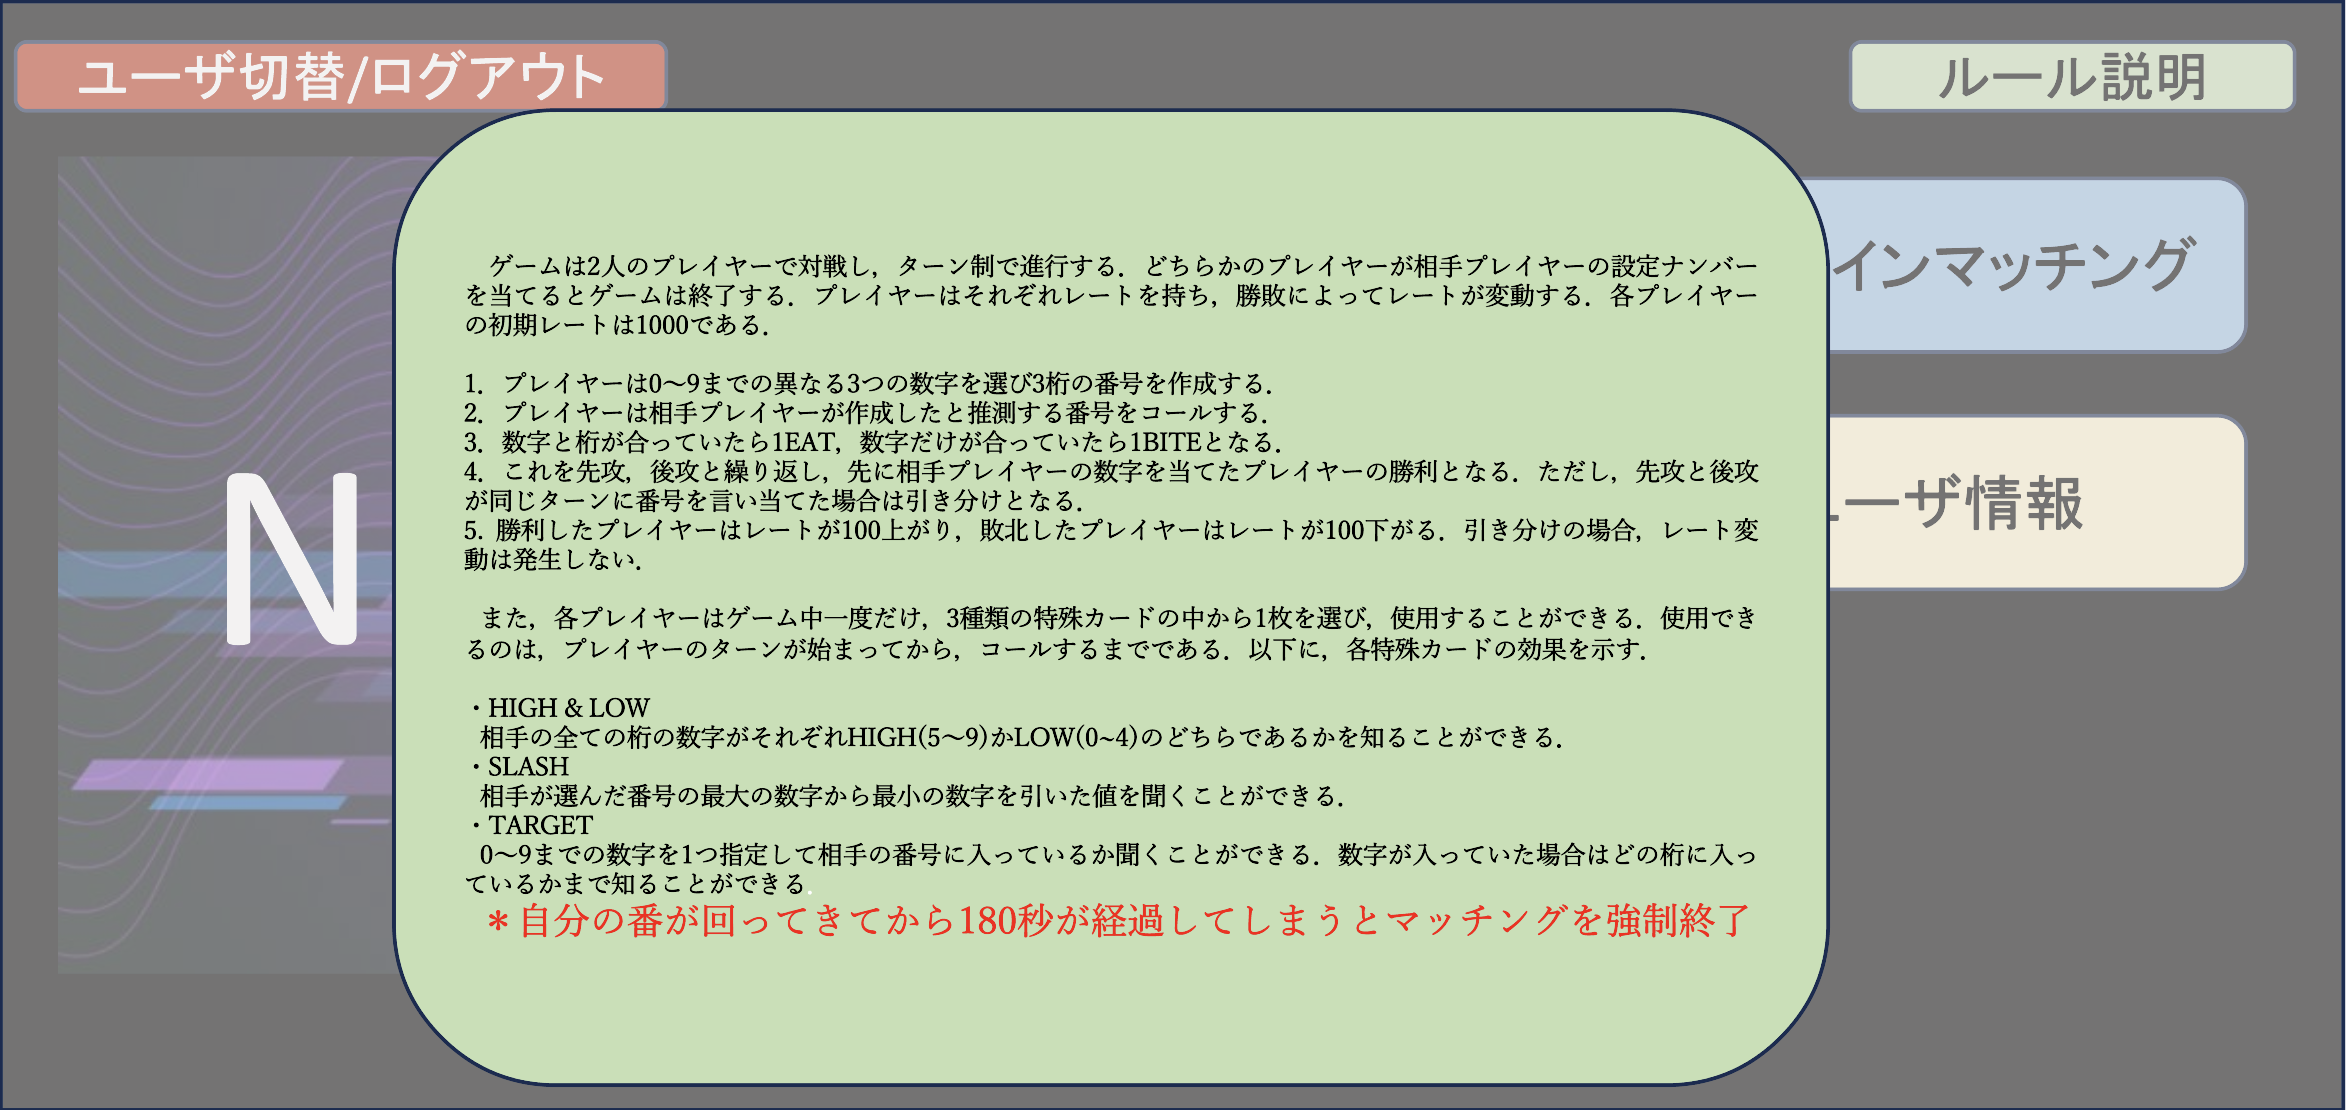 ユーザ切替/ログアウト
ルール説明
インマッチング
ーザ情報
N
ゲームは2人のプレイヤーで対戦し，ターン制で進行する．どちらかのプレイヤーが相手プレイヤーの設定ナンバー
を当てるとゲームは終了する．プレイヤーはそれぞれレートを持ち，勝敗によってレートが変動する．各プレイヤー
の初期レートは1000である．
1．プレイヤーは0〜9までの異なる3つの数字を選び3桁の番号を作成する．
2．プレイヤーは相手プレイヤーが作成したと推測する番号をコールする．
3．数字と桁が合っていたら1EAT，数字だけが合っていたら1BITEとなる．
4．これを先攻，後攻と繰り返し，先に相手プレイヤーの数字を当てたプレイヤーの勝利となる．ただし，先攻と後攻
が同じターンに番号を言い当てた場合は引き分けとなる．
5. 勝利したプレイヤーはレートが100上がり，敗北したプレイヤーはレートが100下がる．引き分けの場合，レート変
動は発生しない．
また，各プレイヤーはゲーム中一度だけ，3種類の特殊カードの中から1枚を選び，使用することができる．使用でき
るのは，プレイヤーのターンが始まってから，コールするまでである．以下に，各特殊カードの効果を示す．
・HIGH & LOW
相手の全ての桁の数字がそれぞれHIGH(5〜9)かLOW(0~4)のどちらであるかを知ることができる．
・SLASH
相手が選んだ番号の最大の数字から最小の数字を引いた値を聞くことができる．
・TARGET
0〜9までの数字を1つ指定して相手の番号に入っているか聞くことができる．数字が入っていた場合はどの桁に入っ
ているかまで知ることができる．
＊自分の番が回ってきてから180秒が経過してしまうとマッチングを強制終了